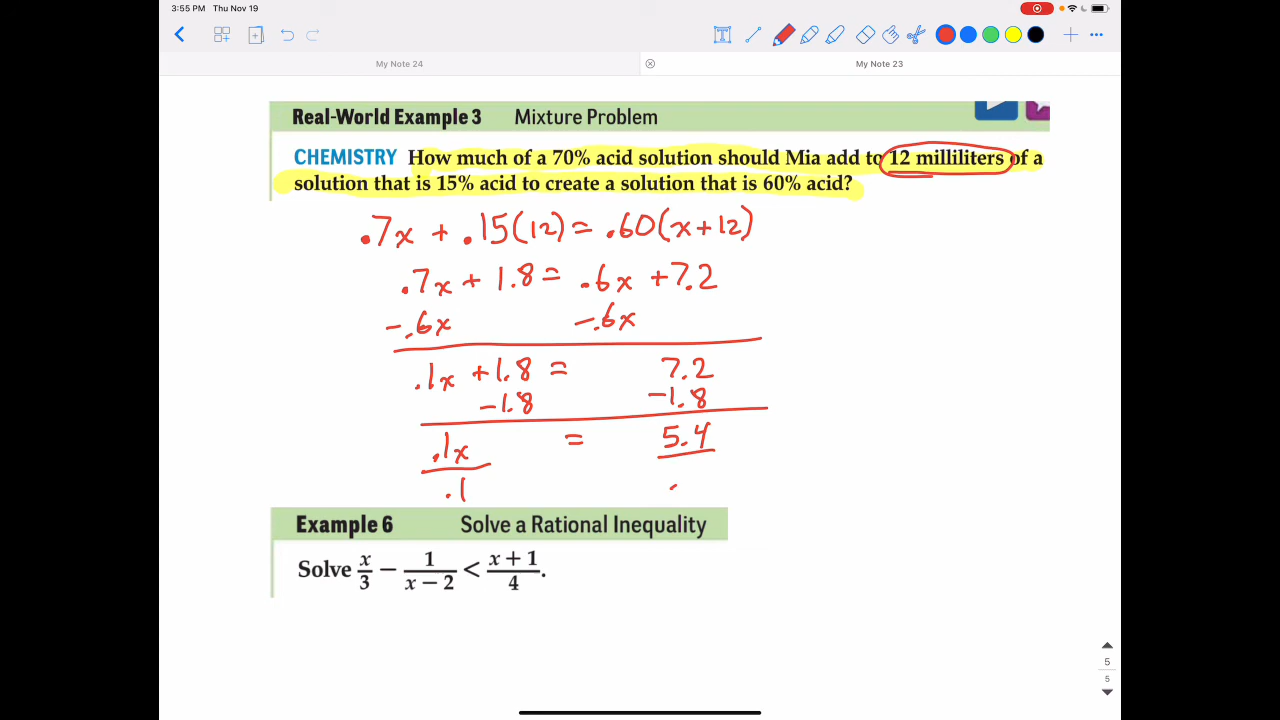 3:55 PM Thu Nov 19
My Note 24
My Note 23
Real-World Example 3 Mixture Problem
CHEMISTRY How much of a 70% acid solution should Mia add to 12 milliliters of a
solution that is 15% acid to create a solution that is 60% acid?
.7x + .15(12) = .60(x+12)
.7x + 1.8 = .6x + 7.2
-.6x -.6x
.1x + 1.8 = 7.2
-1.8 -1.8
.1x = 5.4
.1 .
Example 6 Solve a Rational Inequality
Solve x/3 − 1/(x − 2) < (x + 1)/4.
5
5